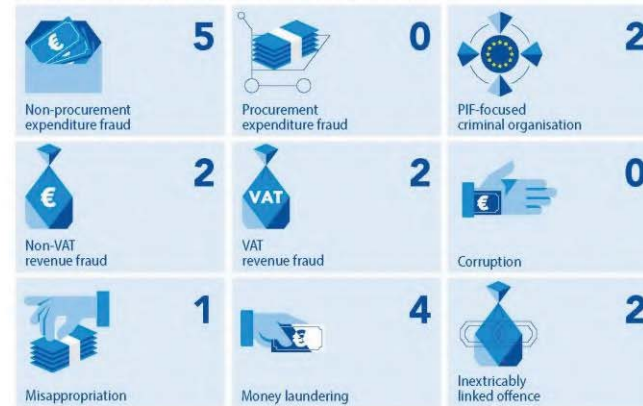 €
5
Non-procurement
expenditure fraud
0
Procurement
expenditure fraud
2
PIF-focused
criminal organisation
€
2
Non-VAT
revenue fraud
VAT
2
VAT
revenue fraud
€
0
Corruption
1
Misappropriation
€
4
Money laundering
2
Inextricably
linked offence